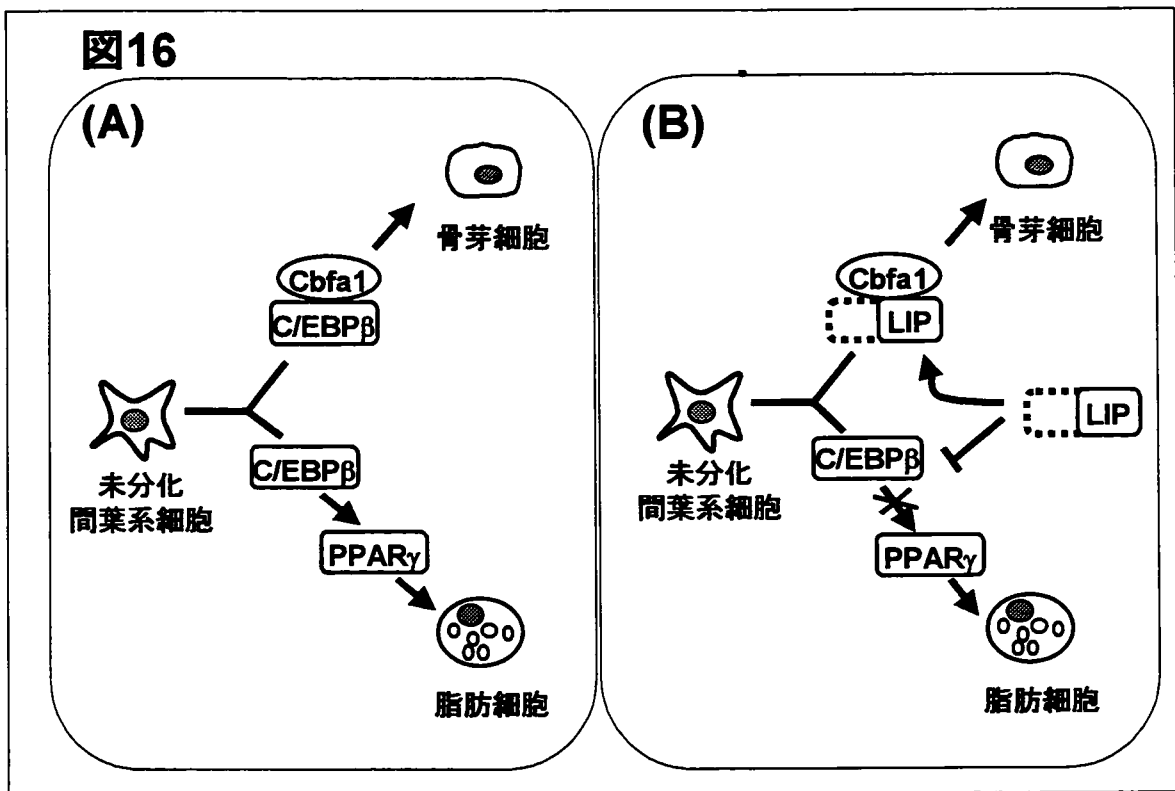 図16
(A)
骨芽細胞
Cbfa1
C/EBPβ
未分化
間葉系細胞
C/EBPβ
PPARγ
脂肪細胞
(B)
骨芽細胞
Cbfa1
LIP
LIP
未分化
間葉系細胞
C/EBPβ
PPARγ
脂肪細胞